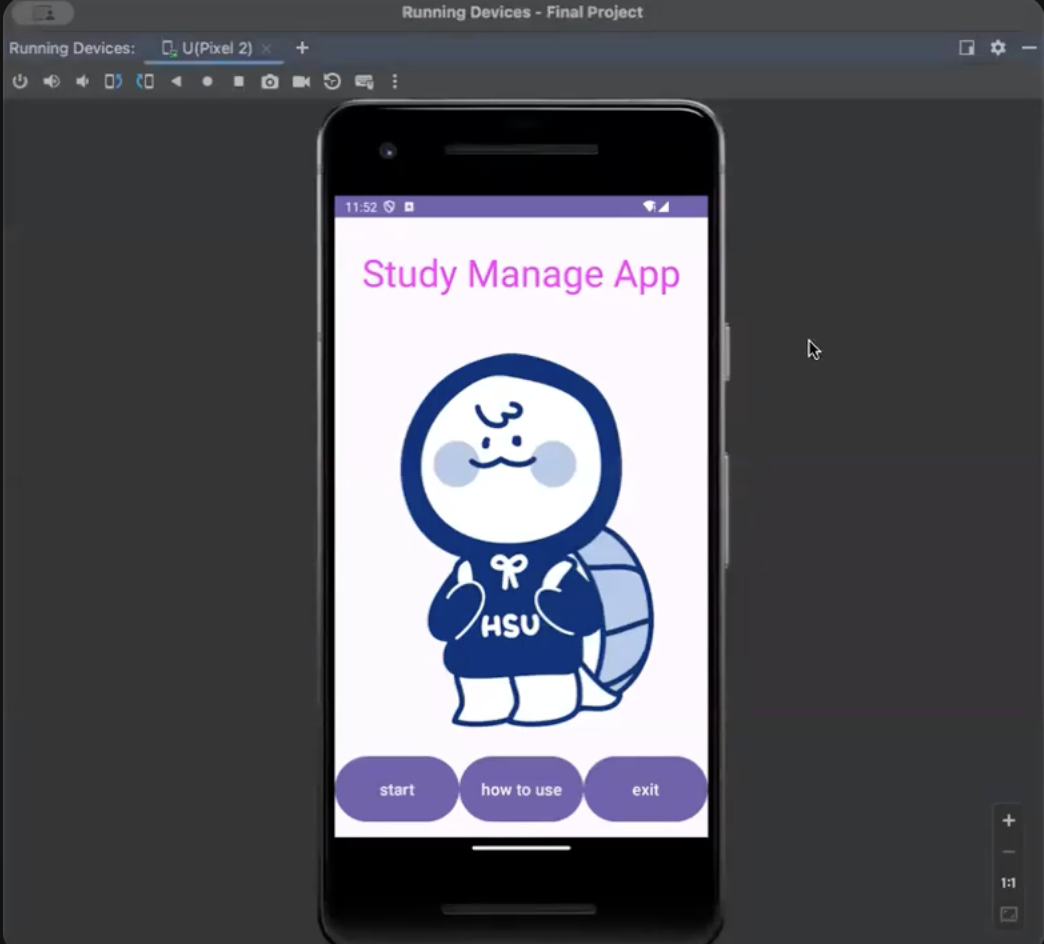 Running Devices - Final Project
Running Devices: U(Pixel 2)
11:52
Study Manage App
HSU
start how to use exit
1:1